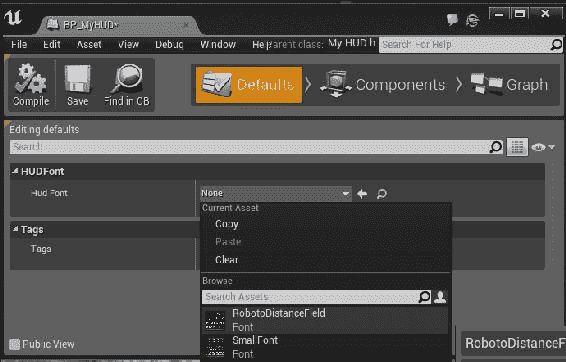 BP_MyHUD*
File Edit Asset View Debug Window Help Parent class: My HUD h Search For Help
Compile Save Find in CB Defaults Components Graph
Editing defaults
Search
HUDFont
Hud Font None
Current Asset
Copy
Tags
Paste
Tags
Clear
Browse
Search Assets
RobotoDistanceField
Font
Public View
SmallFont
RobotoDistanceF
Font